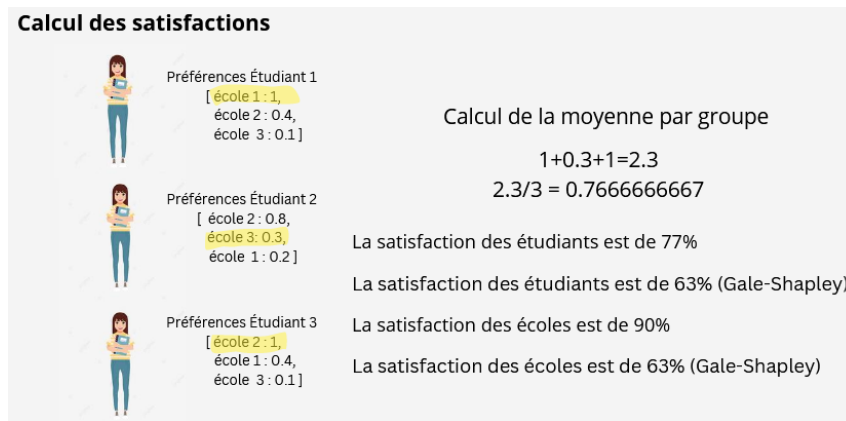 Calcul des satisfactions
Préférences Étudiant 1
[ école 1 : 1,
école 2 : 0.4,
école 3 : 0.1 ]
Préférences Étudiant 2
[ école 2 : 0.8,
école 3: 0.3,
école 1 : 0.2 ]
Préférences Étudiant 3
[ école 2 : 1,
école 1 : 0.4,
école 3 : 0.1 ]
Calcul de la moyenne par groupe
1+0.3+1=2.3
2.3/3 = 0.7666666667
La satisfaction des étudiants est de 77%
La satisfaction des étudiants est de 63% (Gale-Shapley)
La satisfaction des écoles est de 90%
La satisfaction des écoles est de 63% (Gale-Shapley)